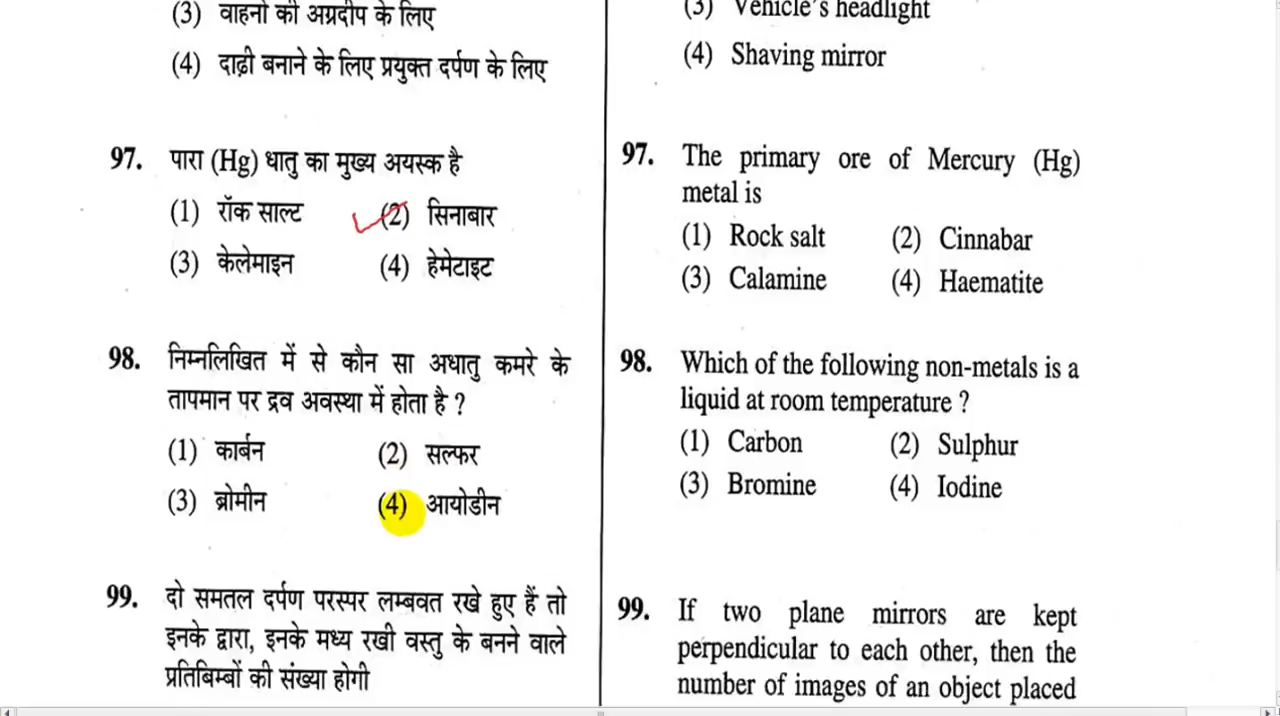 (3) वाहनों की अग्रदीप के लिए
(4) दाढ़ी बनाने के लिए प्रयुक्त दर्पण के लिए
97. पारा (Hg) धातु का मुख्य अयस्क है
(1) रॉक साल्ट (2) सिनाबार
(3) केलेमाइन (4) हेमेटाइट
98. निम्नलिखित में से कौन सा अधातु कमरे के
तापमान पर द्रव अवस्था में होता है ?
(1) कार्बन (2) सल्फर
(3) ब्रोमीन (4) आयोडीन
99. दो समतल दर्पण परस्पर लम्बवत रखे हुए हैं तो
इनके द्वारा, इनके मध्य रखी वस्तु के बनने वाले
प्रतिबिम्बों की संख्या होगी
(3) Vehicle's headlight
(4) Shaving mirror
97. The primary ore of Mercury (Hg)
metal is
(1) Rock salt (2) Cinnabar
(3) Calamine (4) Haematite
98. Which of the following non-metals is a
liquid at room temperature ?
(1) Carbon (2) Sulphur
(3) Bromine (4) Iodine
99. If two plane mirrors are kept
perpendicular to each other, then the
number of images of an object placed